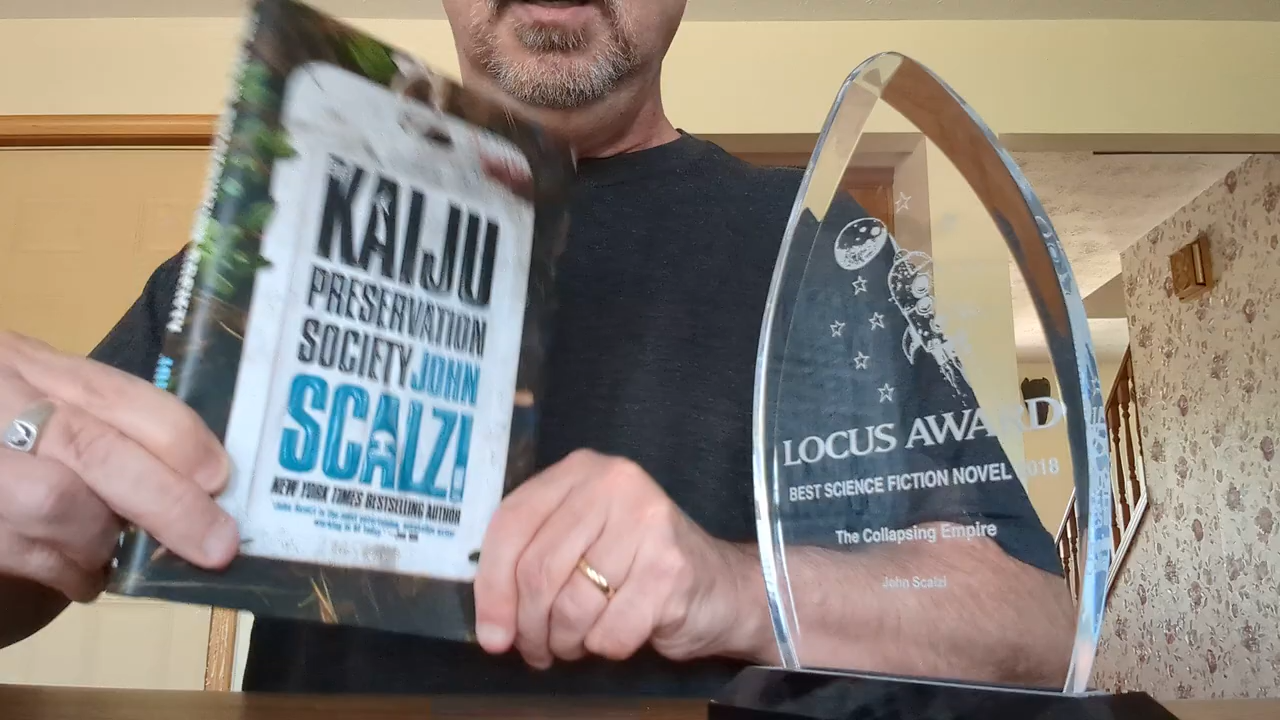 KAIJU
PRESERVATION
SOCIETY JOHN
SCALZI
NEW YORK TIMES BESTSELLING AUTHOR
LOCUS AWARD
BEST SCIENCE FICTION NOVEL 2018
The Collapsing Empire
John Scalzi